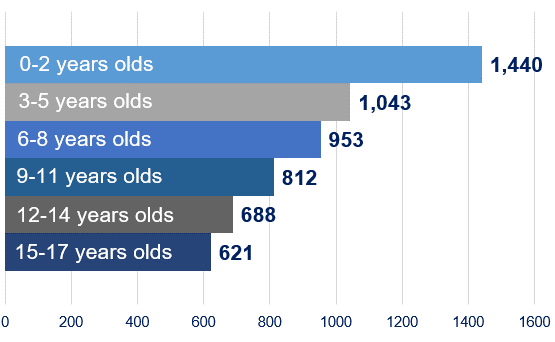 0-2 years olds 1,440
3-5 years olds 1,043
6-8 years olds 953
9-11 years olds 812
12-14 years olds 688
15-17 years olds 621
0 200 400 600 800 1000 1200 1400 1600